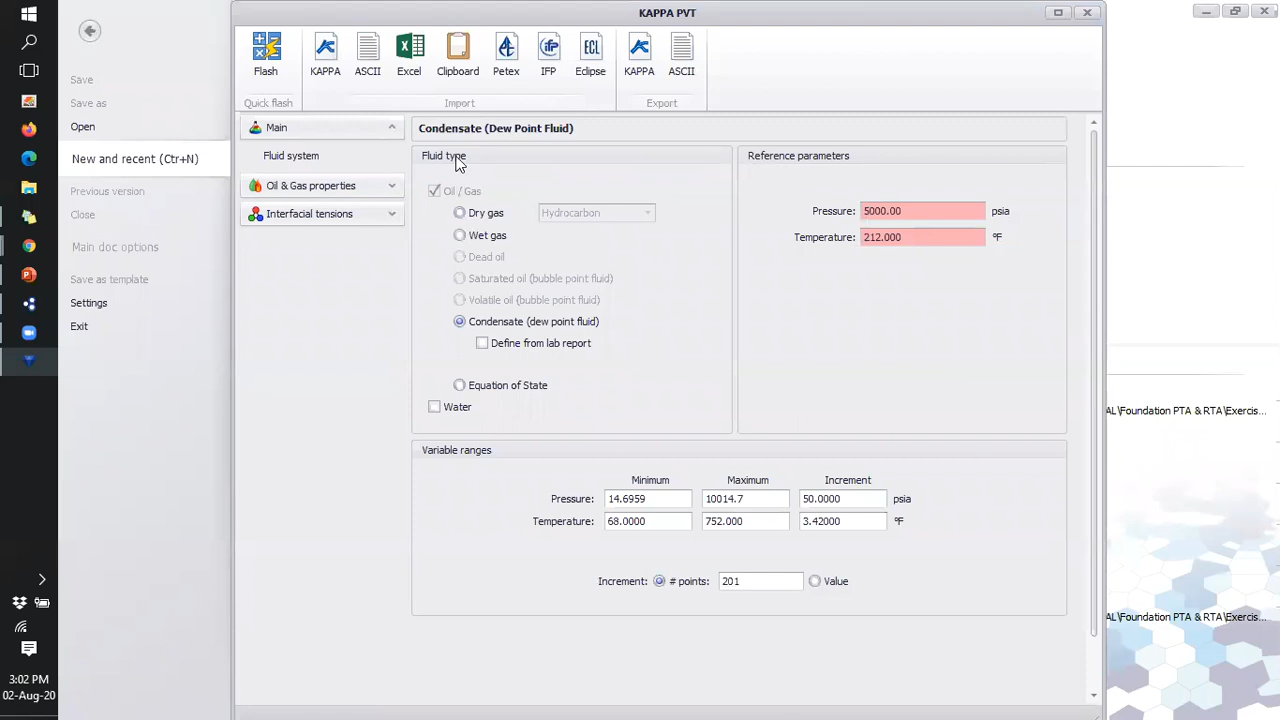 KAPPA PVT
Flash
KAPPA
ASCII
Excel
Clipboard
Petex
IFP
Eclipse
KAPPA
ASCII
ifp
ECL
Quick flash
Import
Export
Save
Save as
Open
New and recent (Ctr+N)
Previous version
Close
Main doc options
Save as template
Settings
Exit
Main
Fluid system
Oil & Gas properties
Interfacial tensions
Condensate (Dew Point Fluid)
Fluid type
Oil / Gas
Dry gas
Hydrocarbon
Wet gas
Dead oil
Saturated oil (bubble point fluid)
Volatile oil (bubble point fluid)
Condensate (dew point fluid)
Define from lab report
Equation of State
Water
Reference parameters
Pressure: 5000.00 psia
Temperature: 212.000 °F
Variable ranges
Minimum Maximum Increment
Pressure: 14.6959 10014.7 50.0000 psia
Temperature: 68.0000 752.000 3.42000 °F
Increment: # points: 201 Value
AL\Foundation PTA & RTA\Exercis...
AL\Foundation PTA & RTA\Exercis...
3:02 PM
02-Aug-20